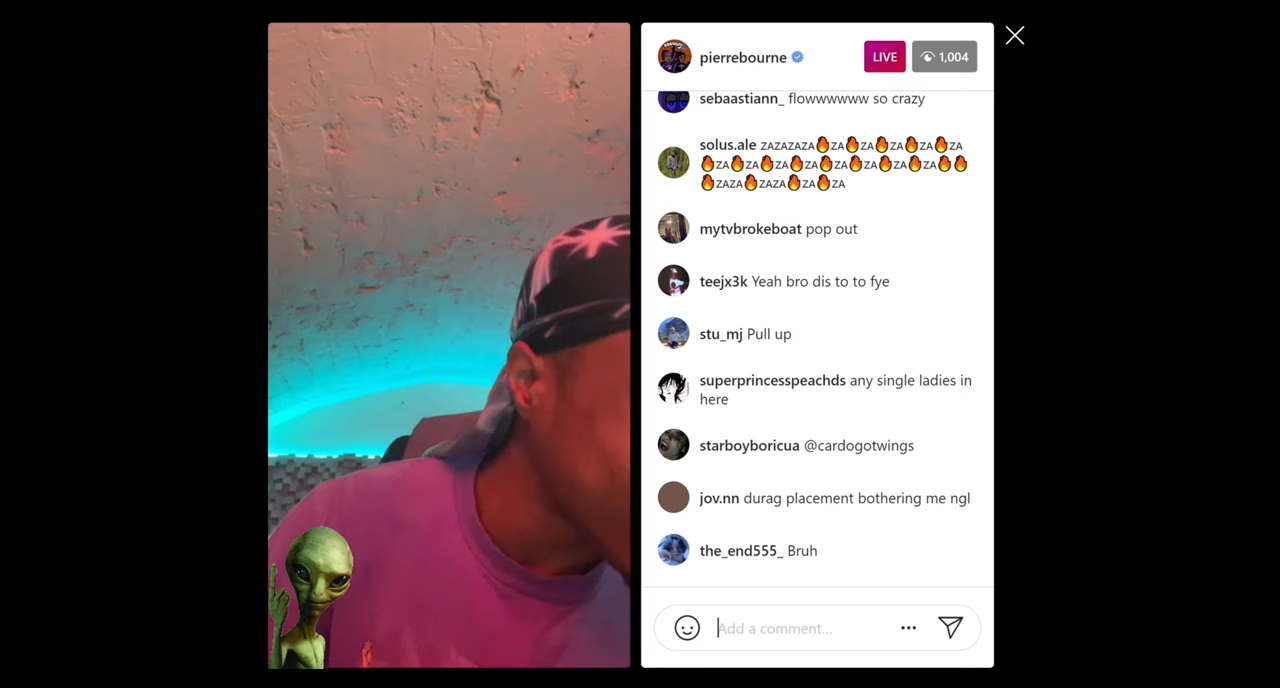 pierrebourne
LIVE
1,004
sebaastiann_ flowwwwww so crazy
solus.ale ZAZAZAZA🔥ZA🔥ZA🔥ZA🔥ZA🔥ZA
🔥ZA🔥ZA🔥ZA🔥ZA🔥ZA🔥ZA🔥ZA🔥ZA🔥🔥
🔥ZAZA🔥ZAZA🔥ZA🔥ZA
mytvbrokeboat pop out
teejx3k Yeah bro dis to to fye
stu_mj Pull up
superprincesspeachds any single ladies in
here
starboyboricua @cardogotwings
jov.nn durag placement bothering me ngl
the_end555_ Bruh
Add a comment...